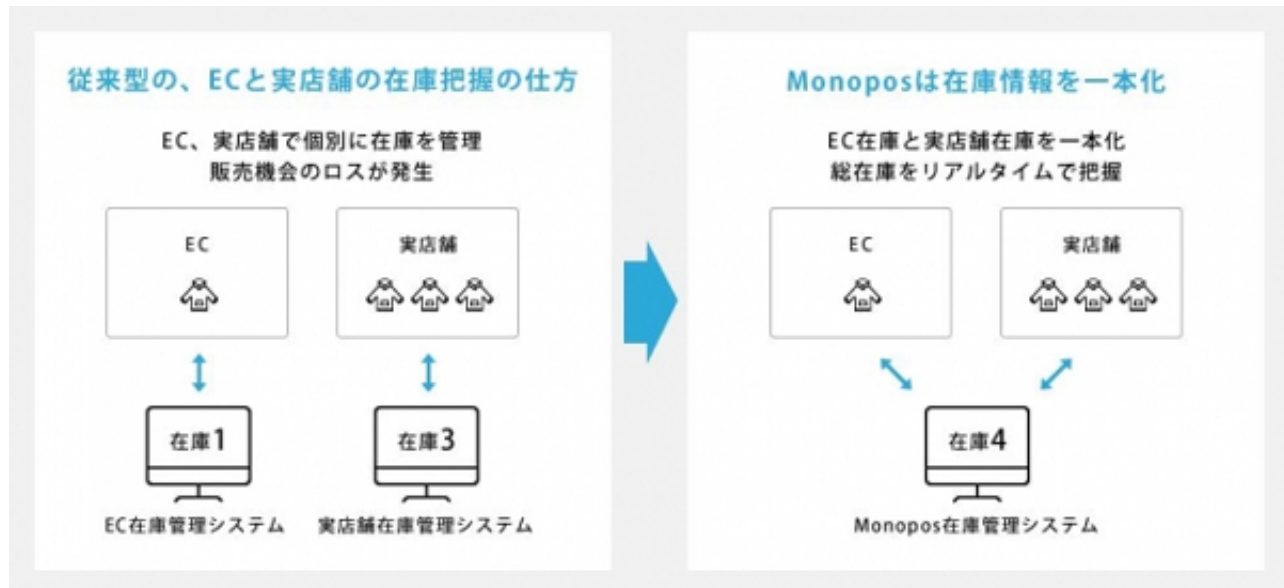 従来型の、ECと実店舗の在庫把握の仕方
EC、実店舗で個別に在庫を管理
販売機会のロスが発生
EC
実店舗
在庫1
在庫3
EC在庫管理システム
実店舗在庫管理システム
Monoposは在庫情報を一本化
EC在庫と実店舗在庫を一本化
総在庫をリアルタイムで把握
EC
実店舗
在庫4
Monopos在庫管理システム